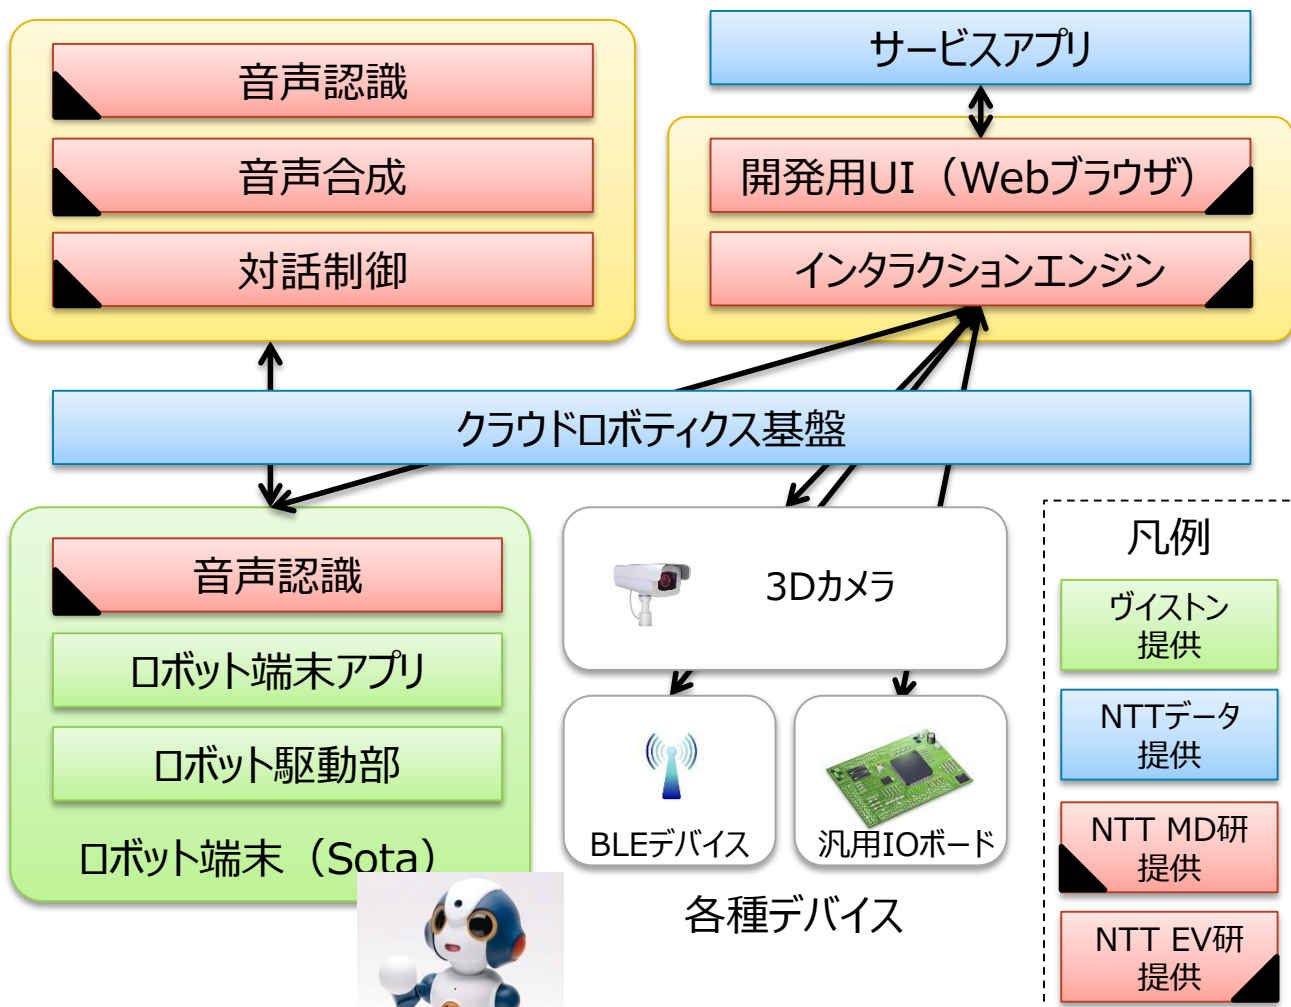 音声認識
音声合成
対話制御
サービスアプリ
開発用UI（Webブラウザ）
インタラクションエンジン
クラウドロボティクス基盤
音声認識
ロボット端末アプリ
ロボット駆動部
ロボット端末（Sota）
3Dカメラ
BLEデバイス
汎用IOボード
各種デバイス
凡例
ヴイストン
提供
NTTデータ
提供
NTT MD研
提供
NTT EV研
提供